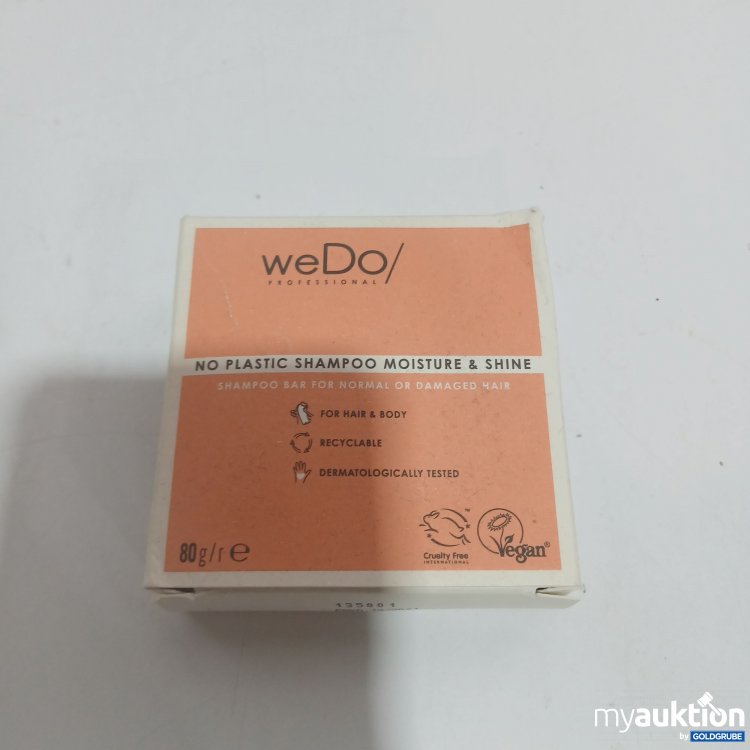 weDo/
PROFESSIONAL
NO PLASTIC SHAMPOO MOISTURE & SHINE
SHAMPOO BAR FOR NORMAL OR DAMAGED HAIR
FOR HAIR & BODY
RECYCLABLE
DERMATOLOGICALLY TESTED
80g/r ℮
Cruelty Free
INTERNATIONAL
Vegan®
myauktion
by GOLDGRUBE